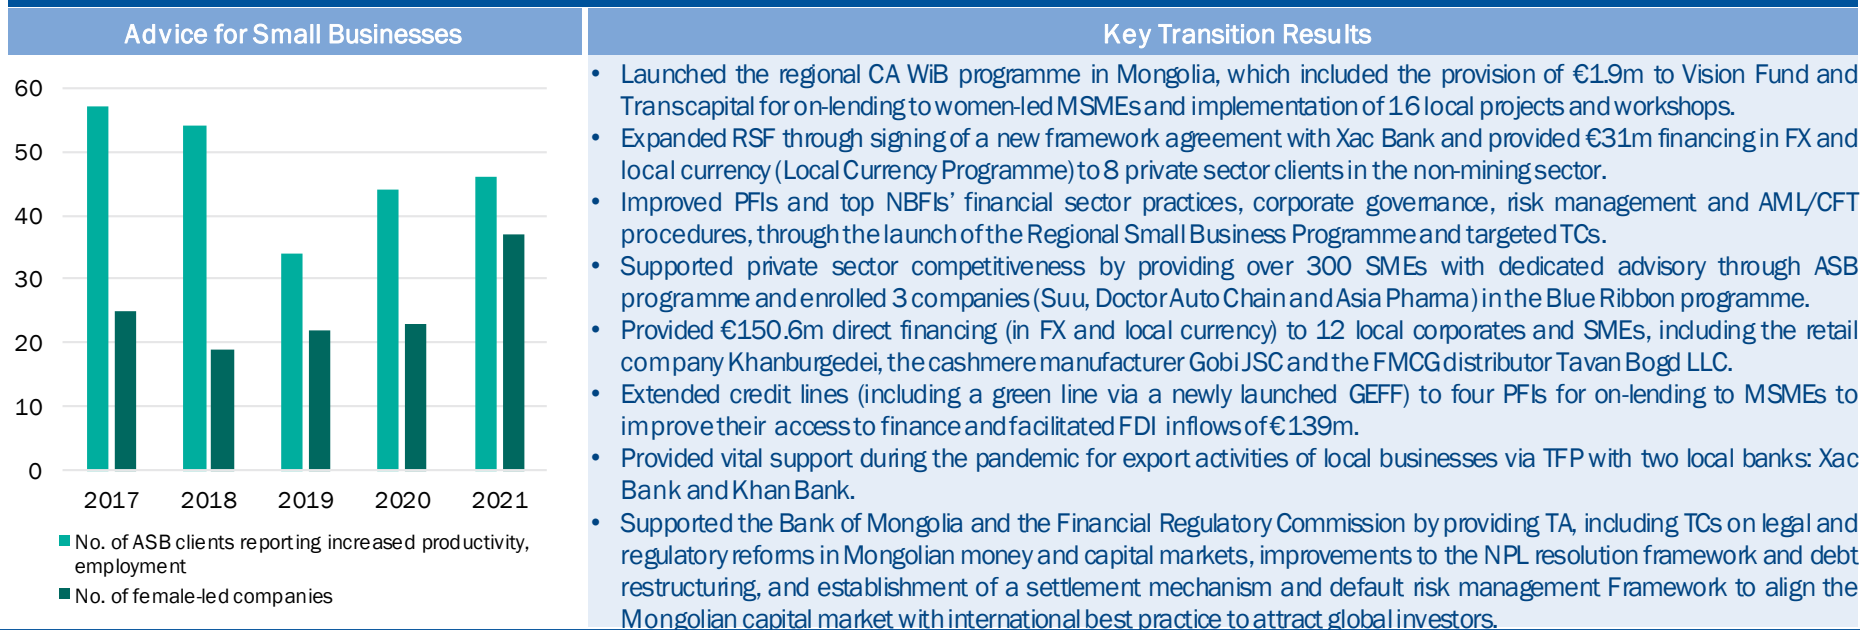 Advice for Small Businesses
60
50
40
30
20
10
0
2017 2018 2019 2020 2021
No. of ASB clients reporting increased productivity,
employment
No. of female-led companies
Key Transition Results
• Launched the regional CA WiB programme in Mongolia, which included the provision of €1.9m to Vision Fund and
Transcapital for on-lending to women-led MSMEs and implementation of 16 local projects and workshops.
• Expanded RSF through signing of a new framework agreement with Xac Bank and provided €31m financing in FX and
local currency (Local Currency Programme) to 8 private sector clients in the non-mining sector.
• Improved PFIs and top NBFIs' financial sector practices, corporate governance, risk management and AML/CFT
procedures, through the launch of the Regional Small Business Programme and targeted TCs.
• Supported private sector competitiveness by providing over 300 SMEs with dedicated advisory through ASB
programme and enrolled 3 companies (Suu, Doctor Auto Chain and Asia Pharma) in the Blue Ribbon programme.
• Provided €150.6m direct financing (in FX and local currency) to 12 local corporates and SMEs, including the retail
company Khanburgedei, the cashmere manufacturer Gobi JSC and the FMCG distributor Tavan Bogd LLC.
• Extended credit lines (including a green line via a newly launched GEFF) to four PFIs for on-lending to MSMEs to
improve their access to finance and facilitated FDI inflows of €139m.
• Provided vital support during the pandemic for export activities of local businesses via TFP with two local banks: Xac
Bank and Khan Bank.
• Supported the Bank of Mongolia and the Financial Regulatory Commission by providing TA, including TCs on legal and
regulatory reforms in Mongolian money and capital markets, improvements to the NPL resolution framework and debt
restructuring, and establishment of a settlement mechanism and default risk management Framework to align the
Mongolian capital market with international best practice to attract global investors.